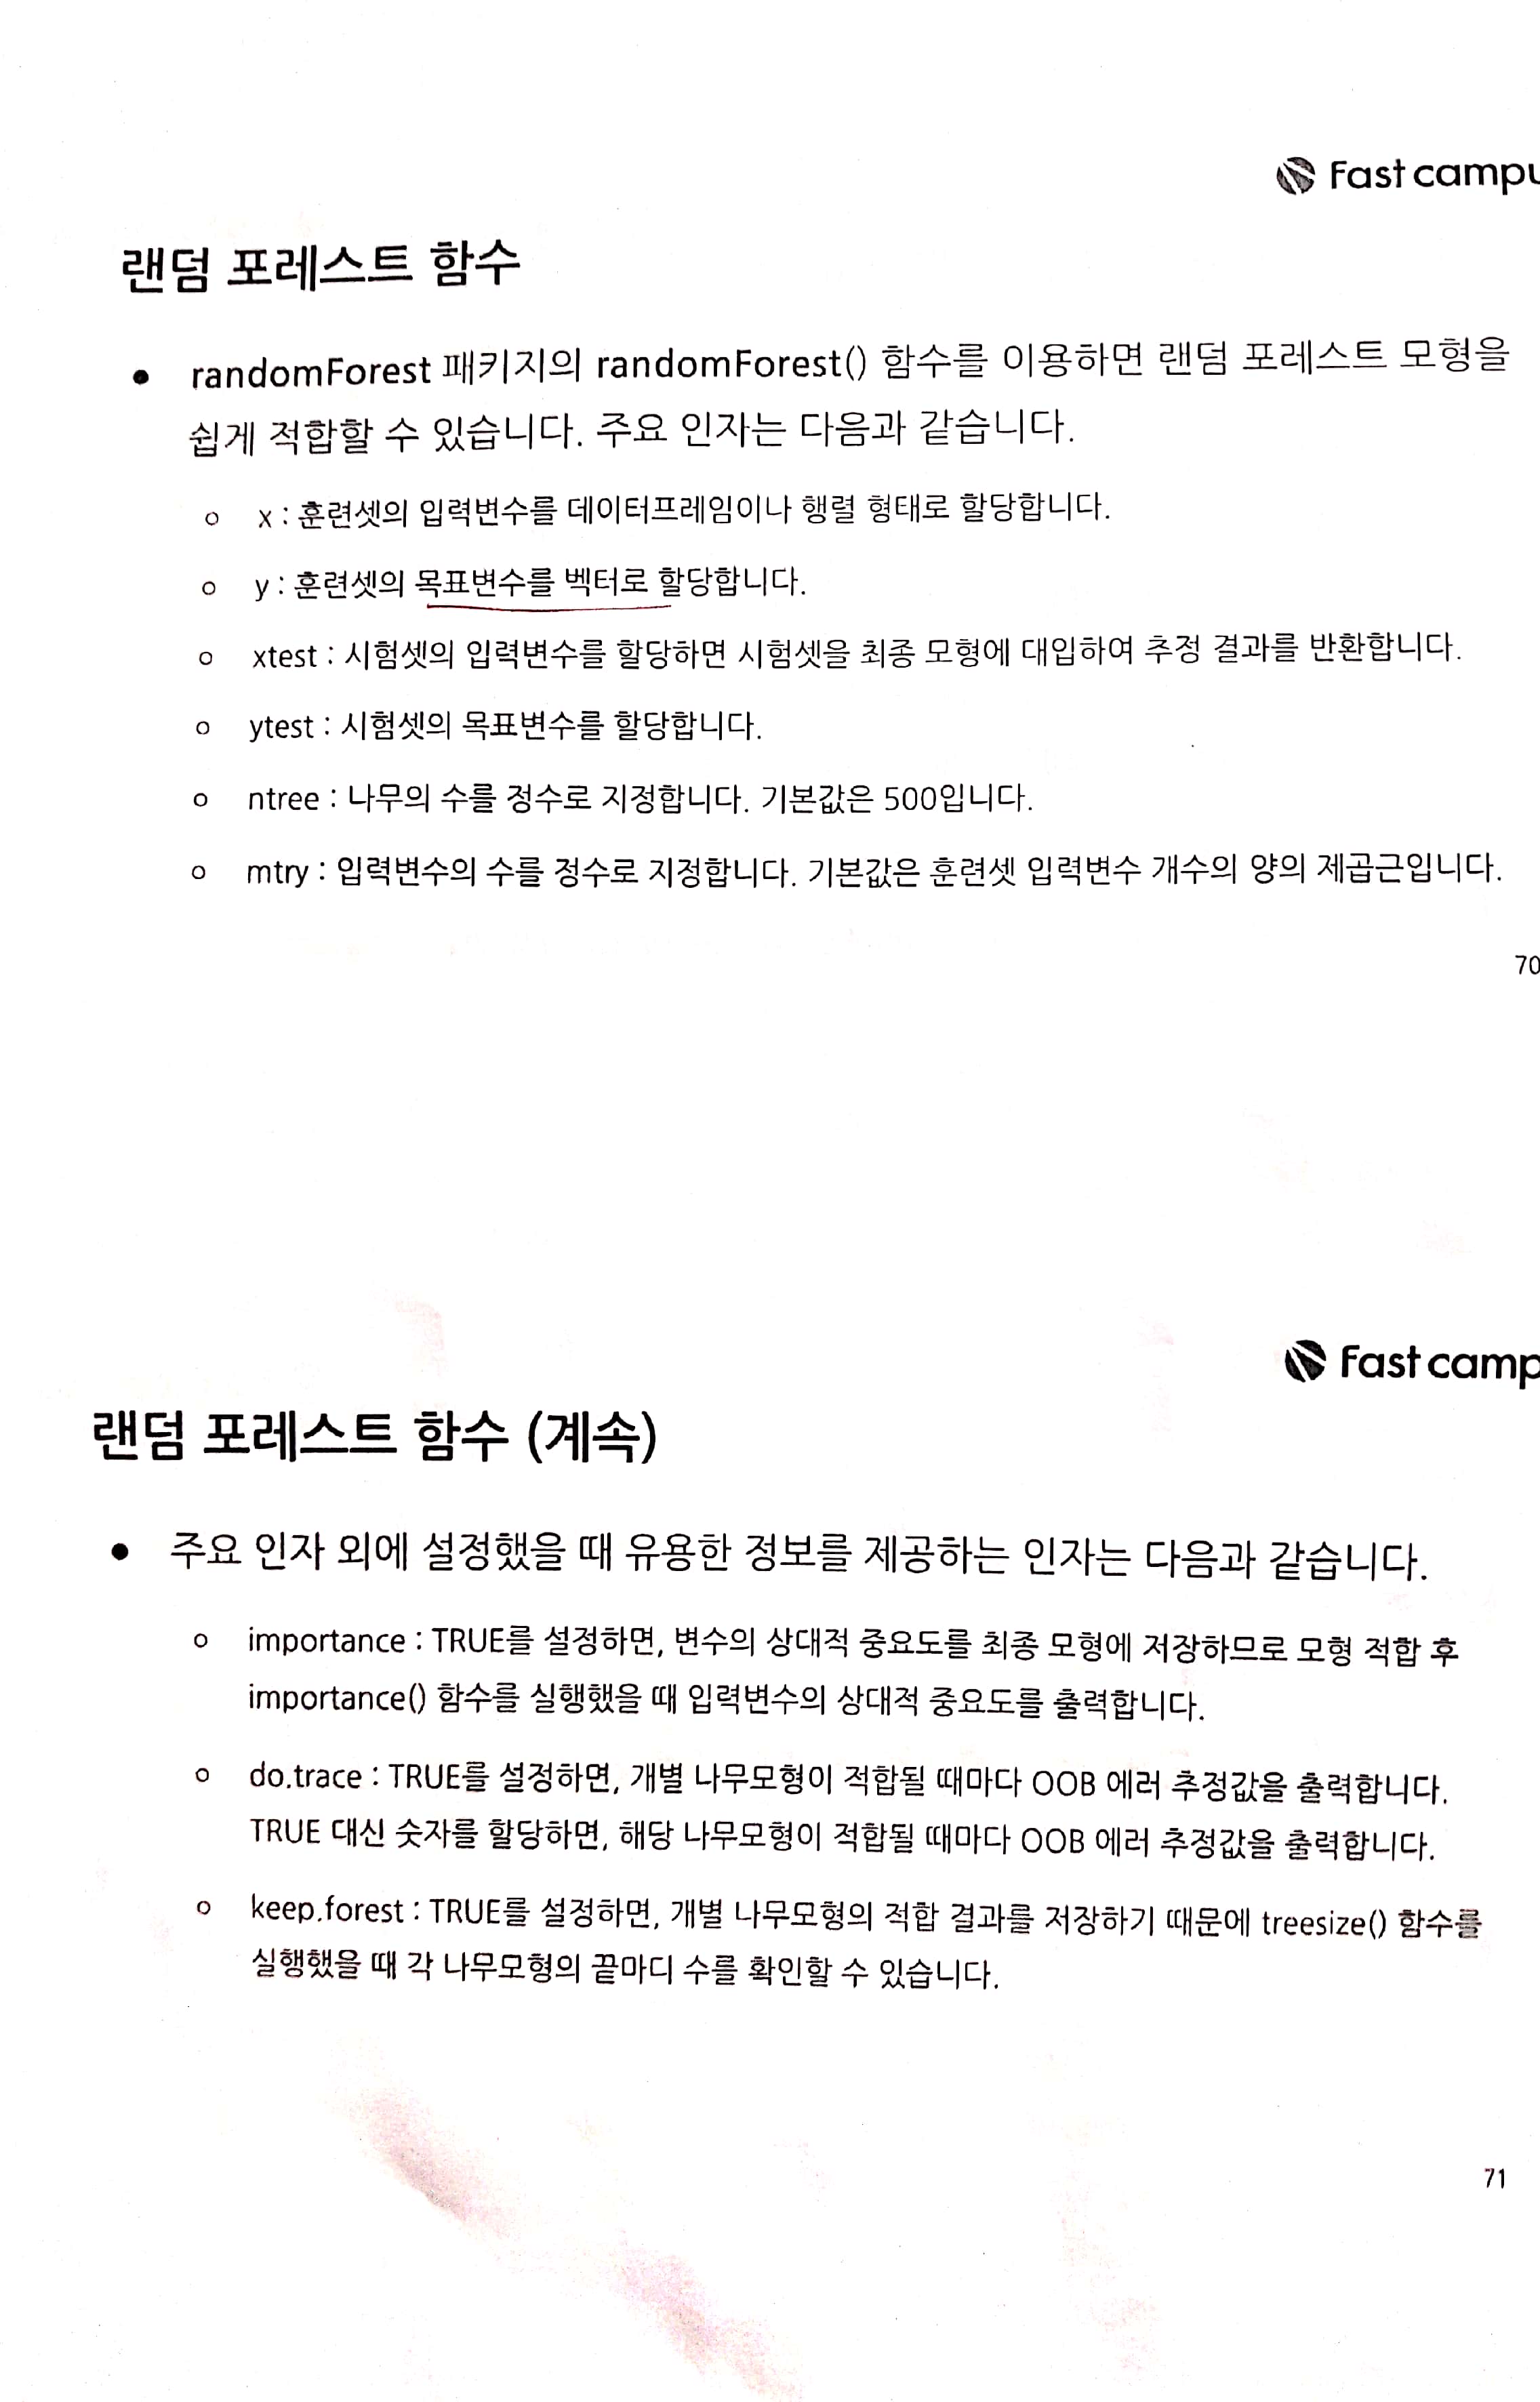 Fast campu
랜덤 포레스트 함수
● randomForest 패키지의 randomForest() 함수를 이용하면 랜덤 포레스트 모형을
쉽게 적합할 수 있습니다. 주요 인자는 다음과 같습니다.
○ x : 훈련셋의 입력변수를 데이터프레임이나 행렬 형태로 할당합니다.
○ y : 훈련셋의 목표변수를 벡터로 할당합니다.
○ xtest : 시험셋의 입력변수를 할당하면 시험셋을 최종 모형에 대입하여 추정 결과를 반환합니다.
○ ytest : 시험셋의 목표변수를 할당합니다.
○ ntree : 나무의 수를 정수로 지정합니다. 기본값은 500입니다.
○ mtry : 입력변수의 수를 정수로 지정합니다. 기본값은 훈련셋 입력변수 개수의 양의 제곱근입니다.
70
Fast camp
랜덤 포레스트 함수 (계속)
● 주요 인자 외에 설정했을 때 유용한 정보를 제공하는 인자는 다음과 같습니다.
○ importance : TRUE를 설정하면, 변수의 상대적 중요도를 최종 모형에 저장하므로 모형 적합 후
importance() 함수를 실행했을 때 입력변수의 상대적 중요도를 출력합니다.
○ do.trace : TRUE를 설정하면, 개별 나무모형이 적합될 때마다 OOB 에러 추정값을 출력합니다.
TRUE 대신 숫자를 할당하면, 해당 나무모형이 적합될 때마다 OOB 에러 추정값을 출력합니다.
○ keep.forest : TRUE를 설정하면, 개별 나무모형의 적합 결과를 저장하기 때문에 treesize() 함수를
실행했을 때 각 나무모형의 끝마디 수를 확인할 수 있습니다.
71